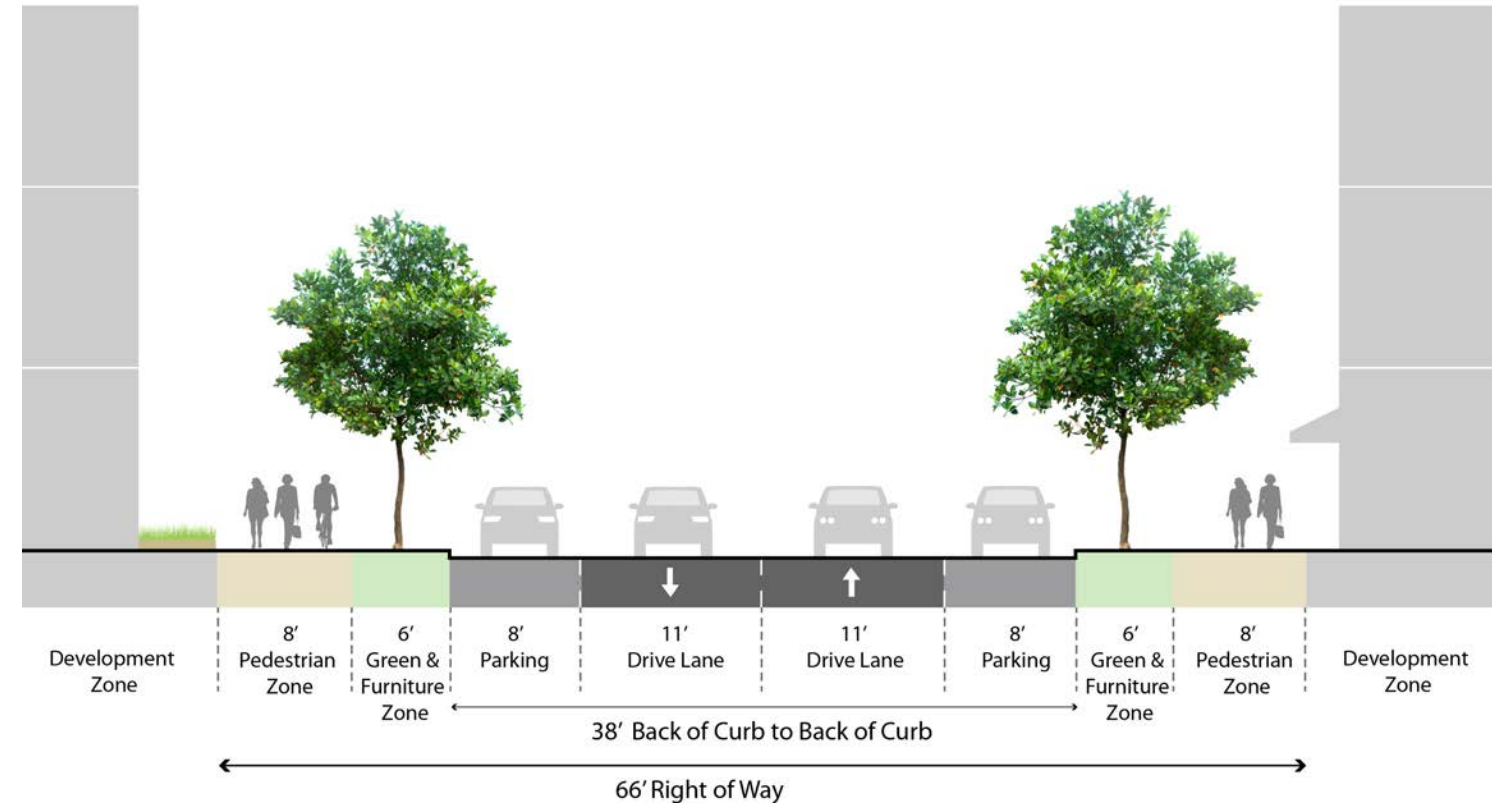 Development
Zone
8’
Pedestrian
Zone
6’
Green &
Furniture
Zone
8’
Parking
11’
Drive Lane
11’
Drive Lane
8’
Parking
6’
Green &
Furniture
Zone
8’
Pedestrian
Zone
Development
Zone
38’ Back of Curb to Back of Curb
66’ Right of Way